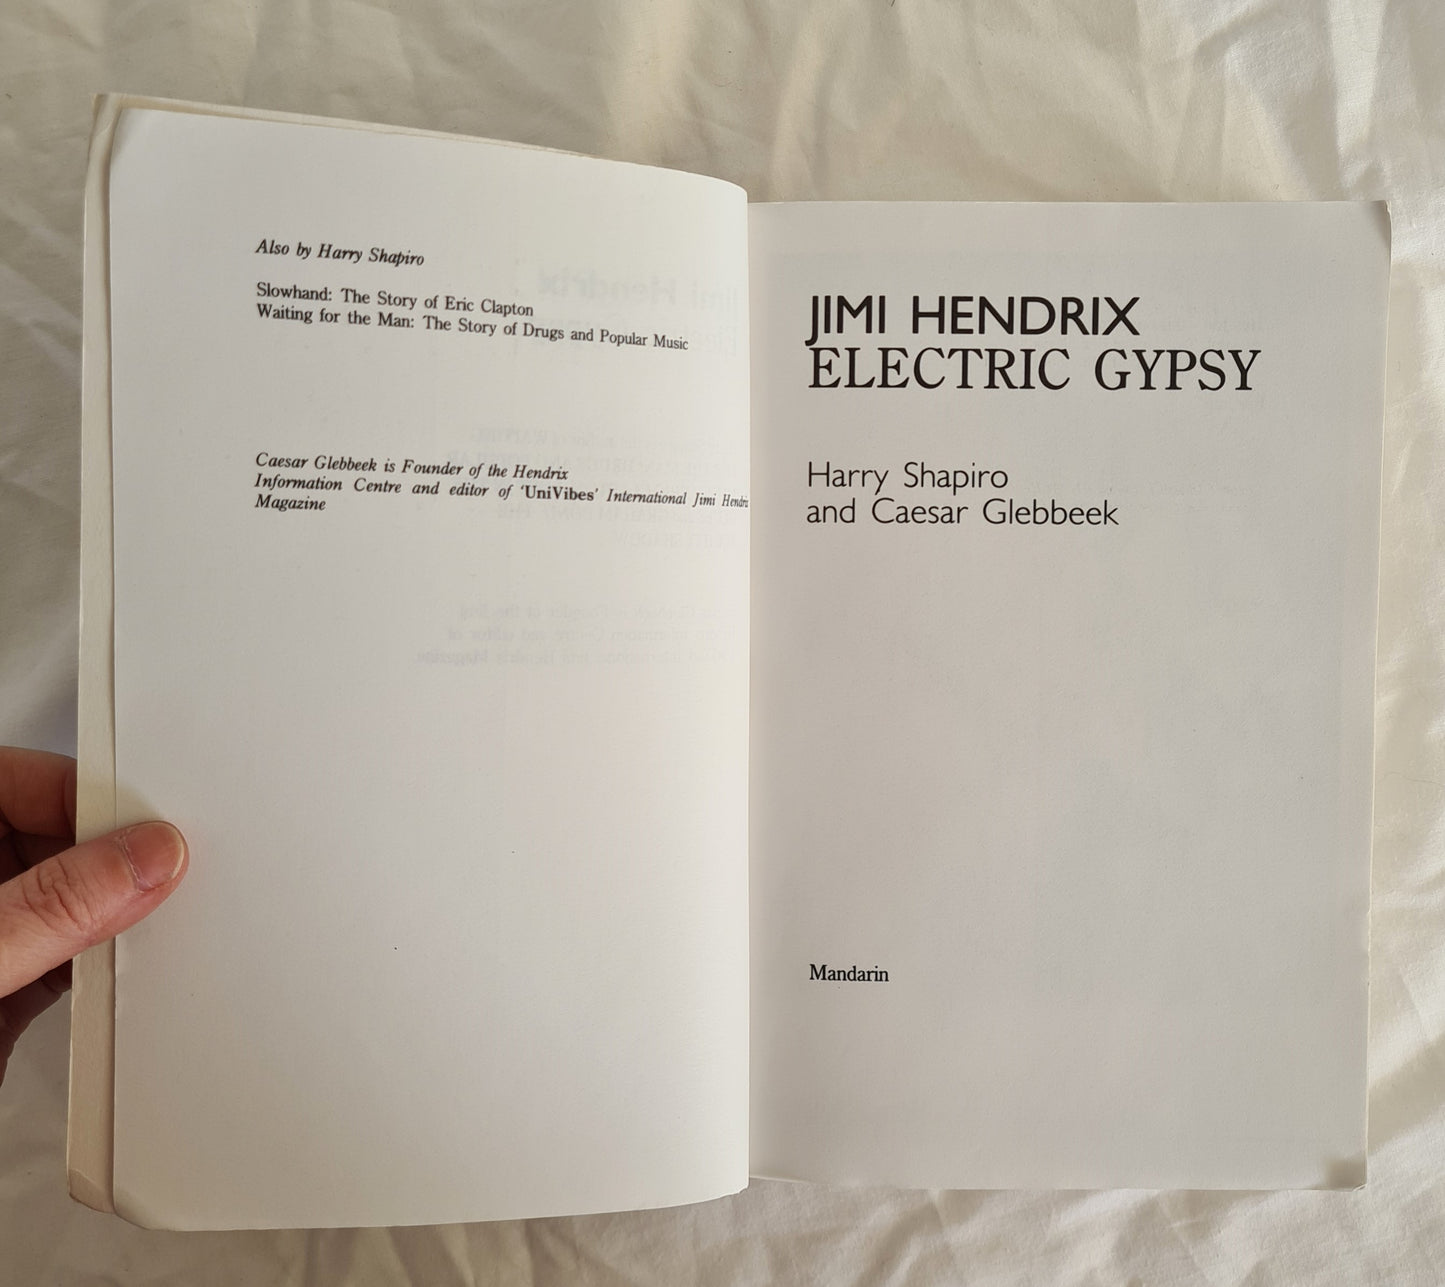 Also by Harry Shapiro
Slowhand: The Story of Eric Clapton
Waiting for the Man: The Story of Drugs and Popular Music
Caesar Glebbeek is Founder of the Hendrix
Information Centre and editor of 'UniVibes' International Jimi Hendrix
Magazine
JIMI HENDRIX
ELECTRIC GYPSY
Harry Shapiro
and Caesar Glebbeek
Mandarin